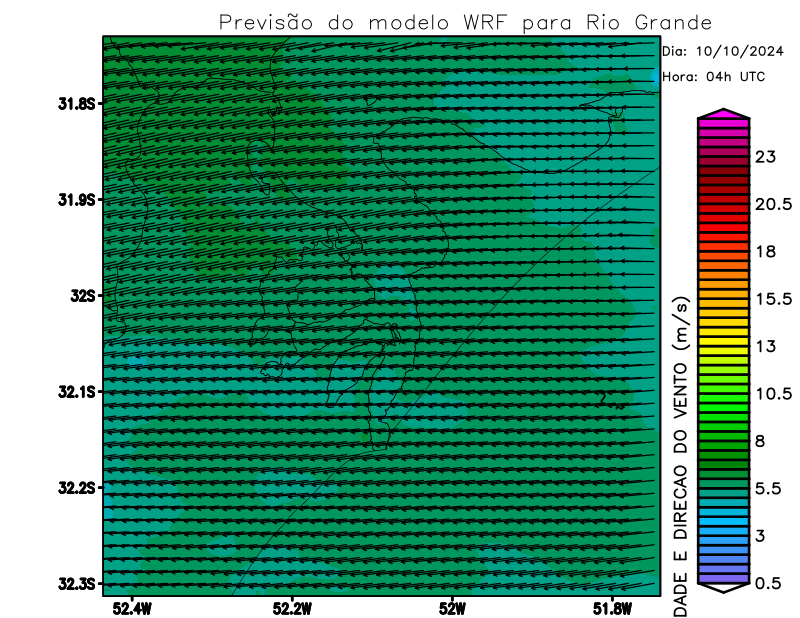 Previsão do modelo WRF para Rio Grande
Dia: 10/10/2024
Hora: 04h UTC
31.8S
31.9S
32S
32.1S
32.2S
32.3S
52.4W
52.2W
52W
51.8W
23
20.5
18
15.5
13
10.5
8
5.5
3
0.5
DADE E DIRECAO DO VENTO (m/s)